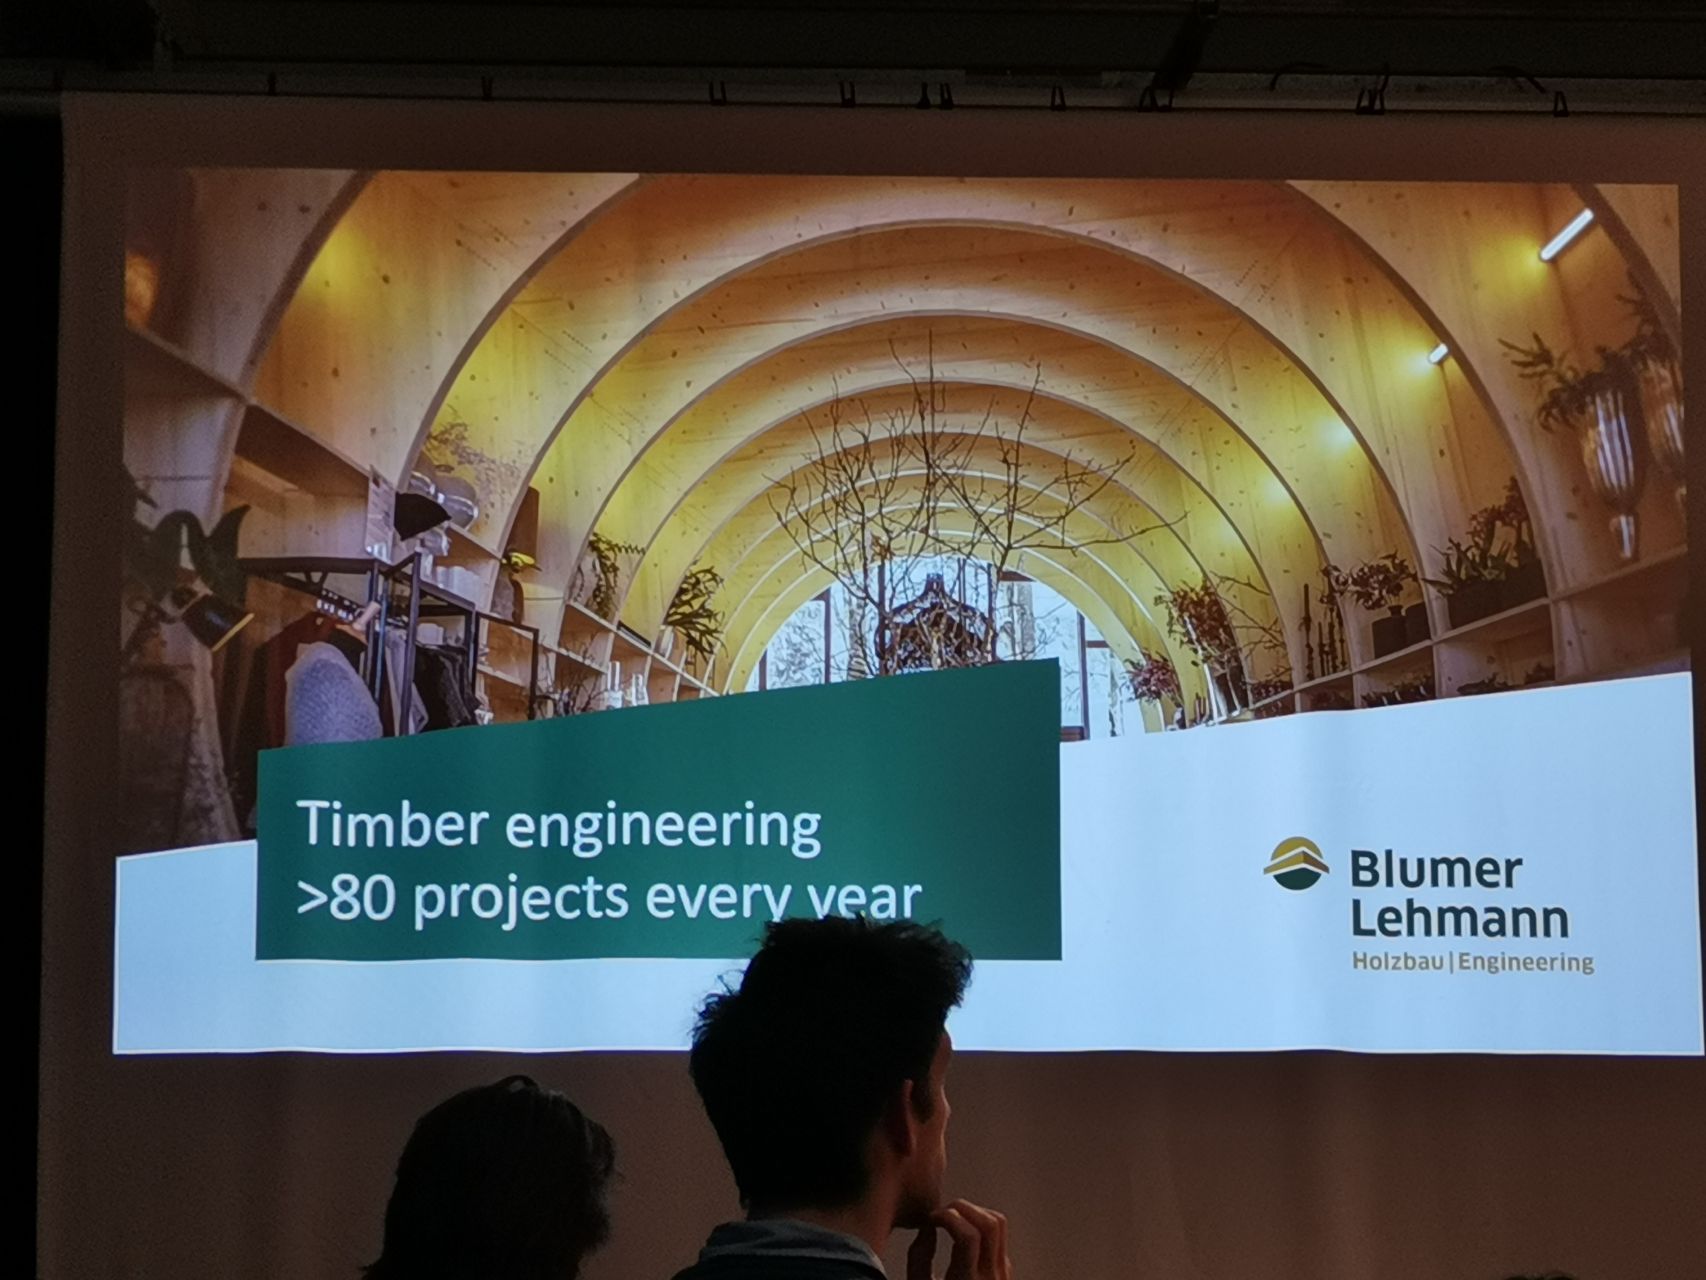 Timber engineering
>80 projects every year
Blumer
Lehmann
Holzbau|Engineering